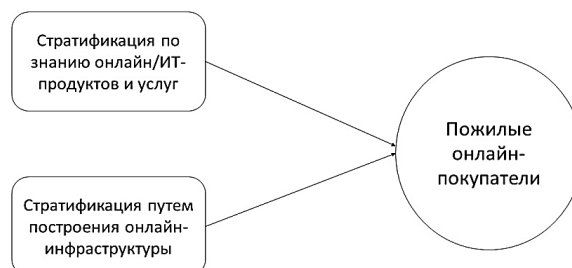 Стратификация по
знанию онлайн/ИТ-
продуктов и услуг
Пожилые
онлайн-
покупатели
Стратификация путем
построения онлайн-
инфраструктуры